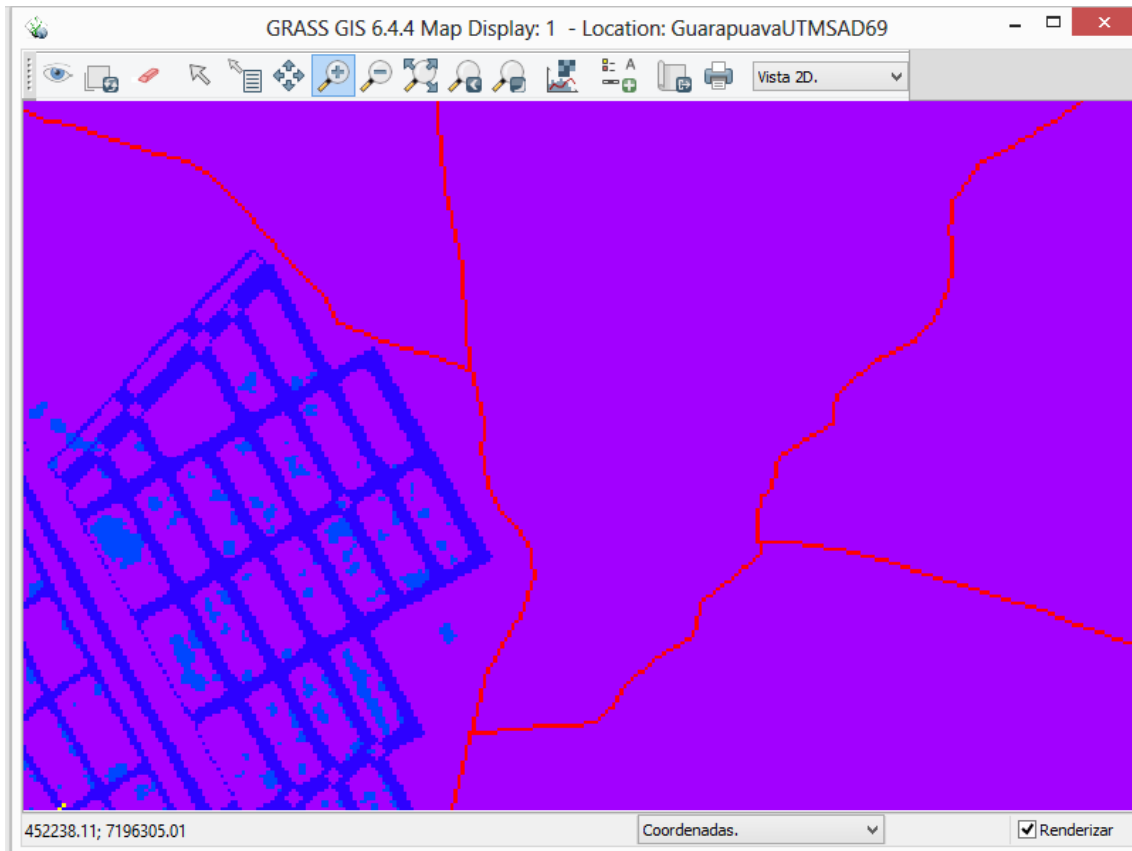 GRASS GIS 6.4.4 Map Display: 1 - Location: GuarapuavaUTMSAD69
Vista 2D.
452238.11; 7196305.01
Coordenadas.
Renderizar